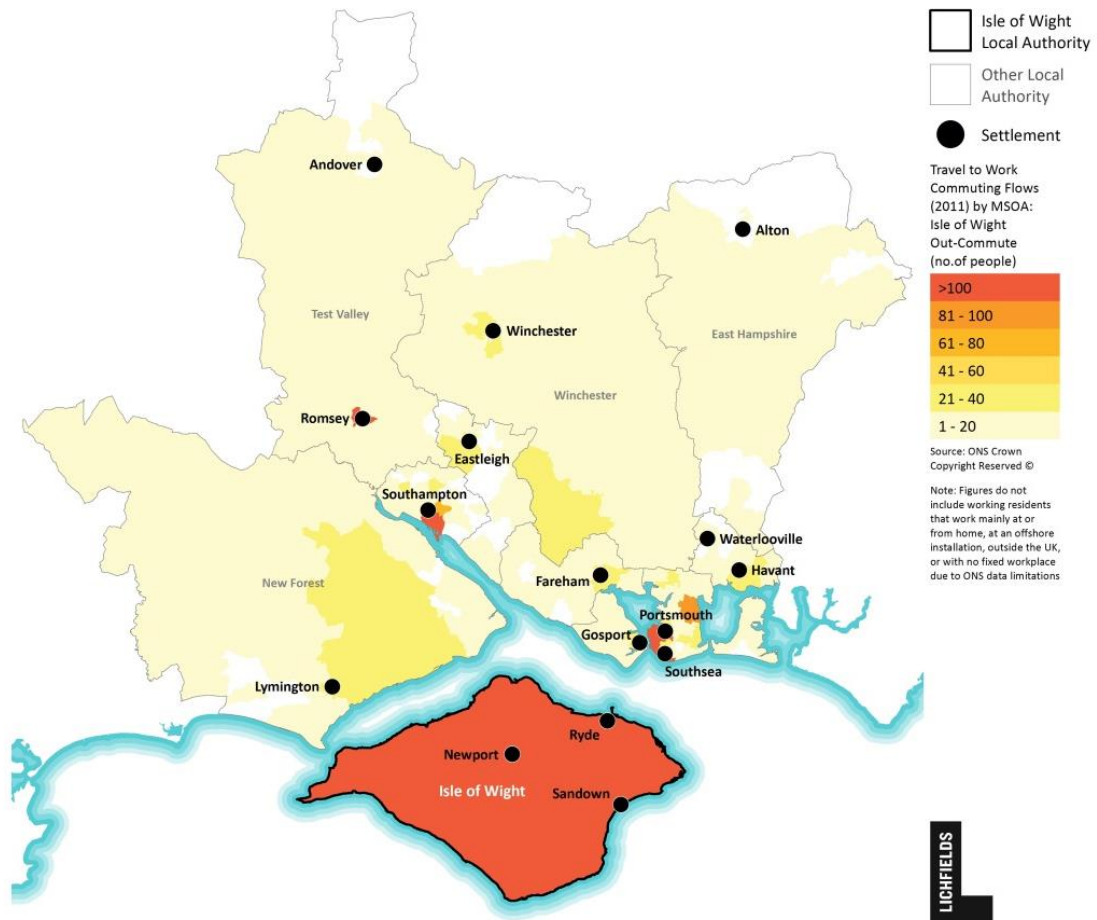 Isle of Wight
Local Authority
Other Local
Authority
Settlement
Travel to Work
Commuting Flows
(2011) by MSOA:
Isle of Wight
Out-Commute
(no.of people)
>100
81 - 100
61 - 80
41 - 60
21 - 40
1 - 20
Source: ONS Crown
Copyright Reserved ©
Note: Figures do not
include working residents
that work mainly at or
from home, at an offshore
installation, outside the UK,
or with no fixed workplace
due to ONS data limitations
Andover
Alton
Test Valley
Winchester
East Hampshire
Winchester
Romsey
Eastleigh
Southampton
Waterlooville
New Forest
Fareham
Havant
Portsmouth
Gosport
Southsea
Lymington
Ryde
Newport
Isle of Wight
Sandown
LICHFIELDS